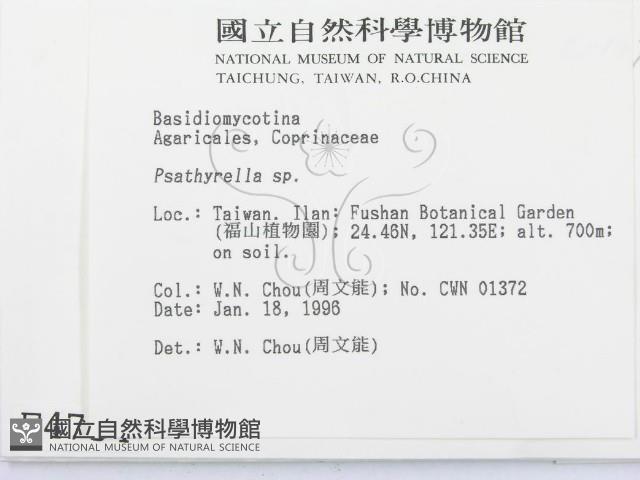 國立自然科學博物館
NATIONAL MUSEUM OF NATURAL SCIENCE
TAICHUNG, TAIWAN, R.O.CHINA
Basidiomycotina
Agaricales, Coprinaceae
Psathyrella sp.
Loc.: Taiwan. Ilan: Fushan Botanical Garden
(福山植物園); 24.46N, 121.35E; alt. 700m;
on soil.
Col.: W.N. Chou(周文能); No. CWN 01372
Date: Jan. 18, 1996
Det.: W.N. Chou(周文能)
國立自然科學博物館
NATIONAL MUSEUM OF NATURAL SCIENCE